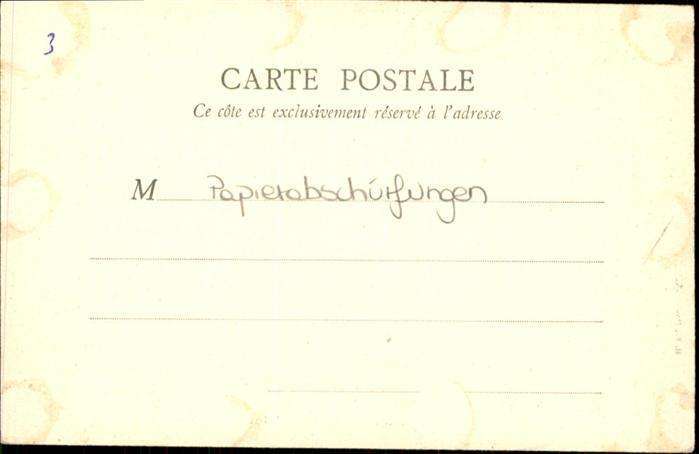 3
CARTE POSTALE
Ce côte est exclusivement réservé à l'adresse.
M Papierabschürfungen